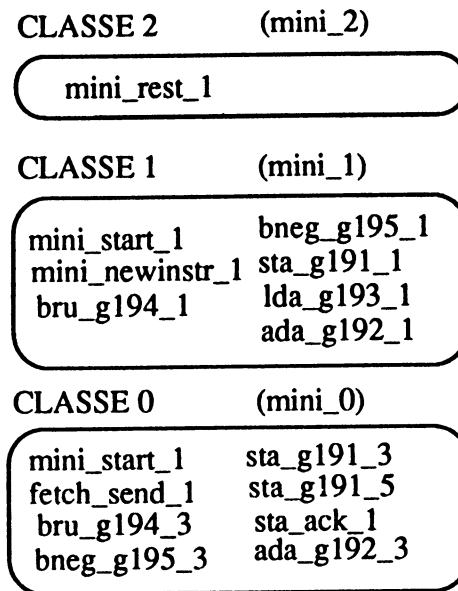 CLASSE 2 (mini_2)
mini_rest_1
CLASSE 1 (mini_1)
mini_start_1 bneg_g195_1
mini_newinstr_1 sta_g191_1
bru_g194_1 lda_g193_1
ada_g192_1
CLASSE 0 (mini_0)
mini_start_1 sta_g191_3
fetch_send_1 sta_g191_5
bru_g194_3 sta_ack_1
bneg_g195_3 ada_g192_3